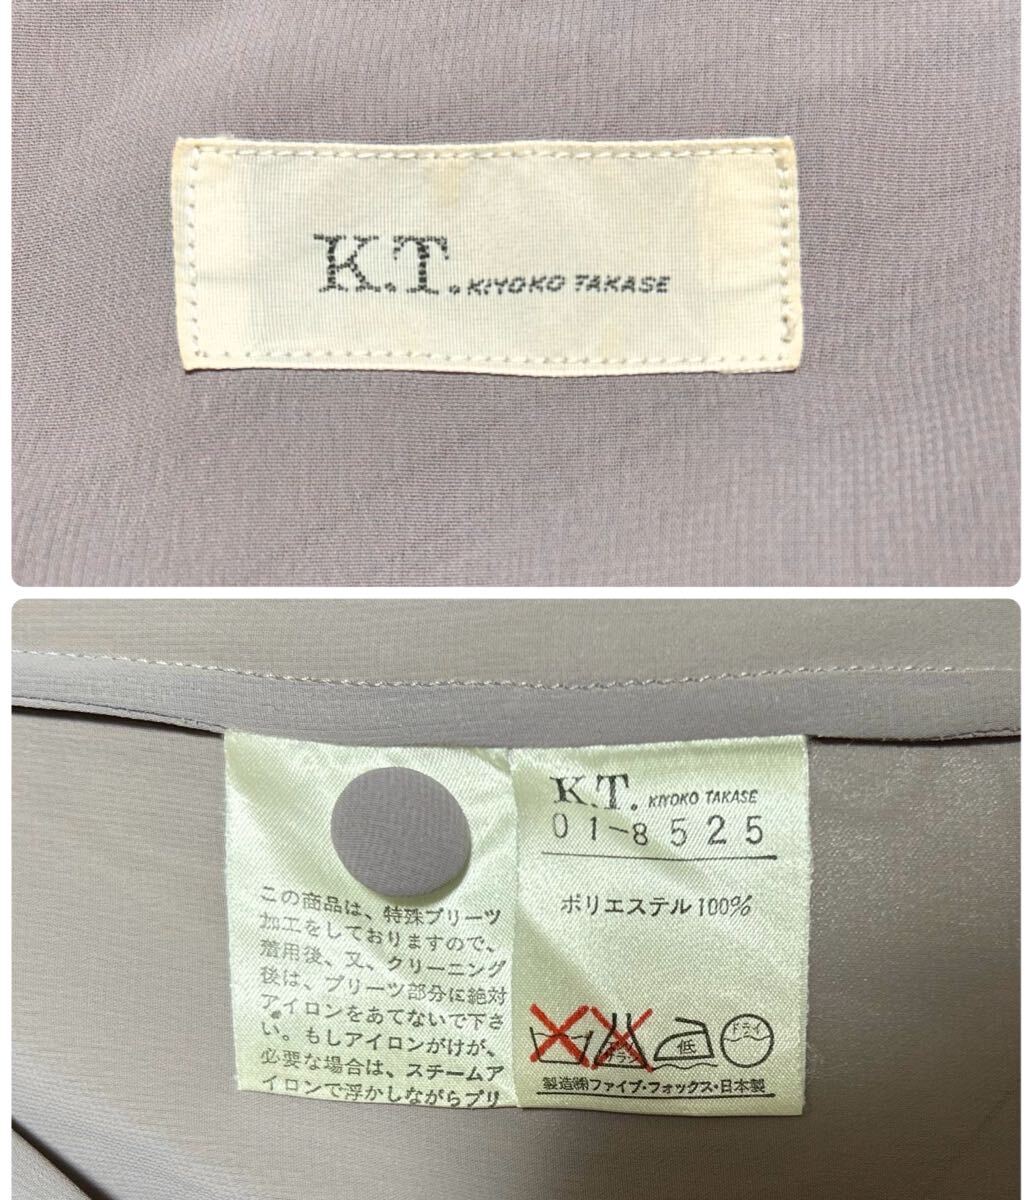 K.T. KIYOKO TAKASE
この商品は、特殊プリーツ
加工をしておりますので、
着用後、又、クリーニング
後は、プリーツ部分に絶対
アイロンをあてないで下さ
い。もしアイロンがけが、
必要な場合は、スチームア
イロンで浮かしながらプリ
K.T. KIYOKO TAKASE
01-8525
ポリエステル100%
低
ドライ
製造㈱ファイブ・フォックス・日本製